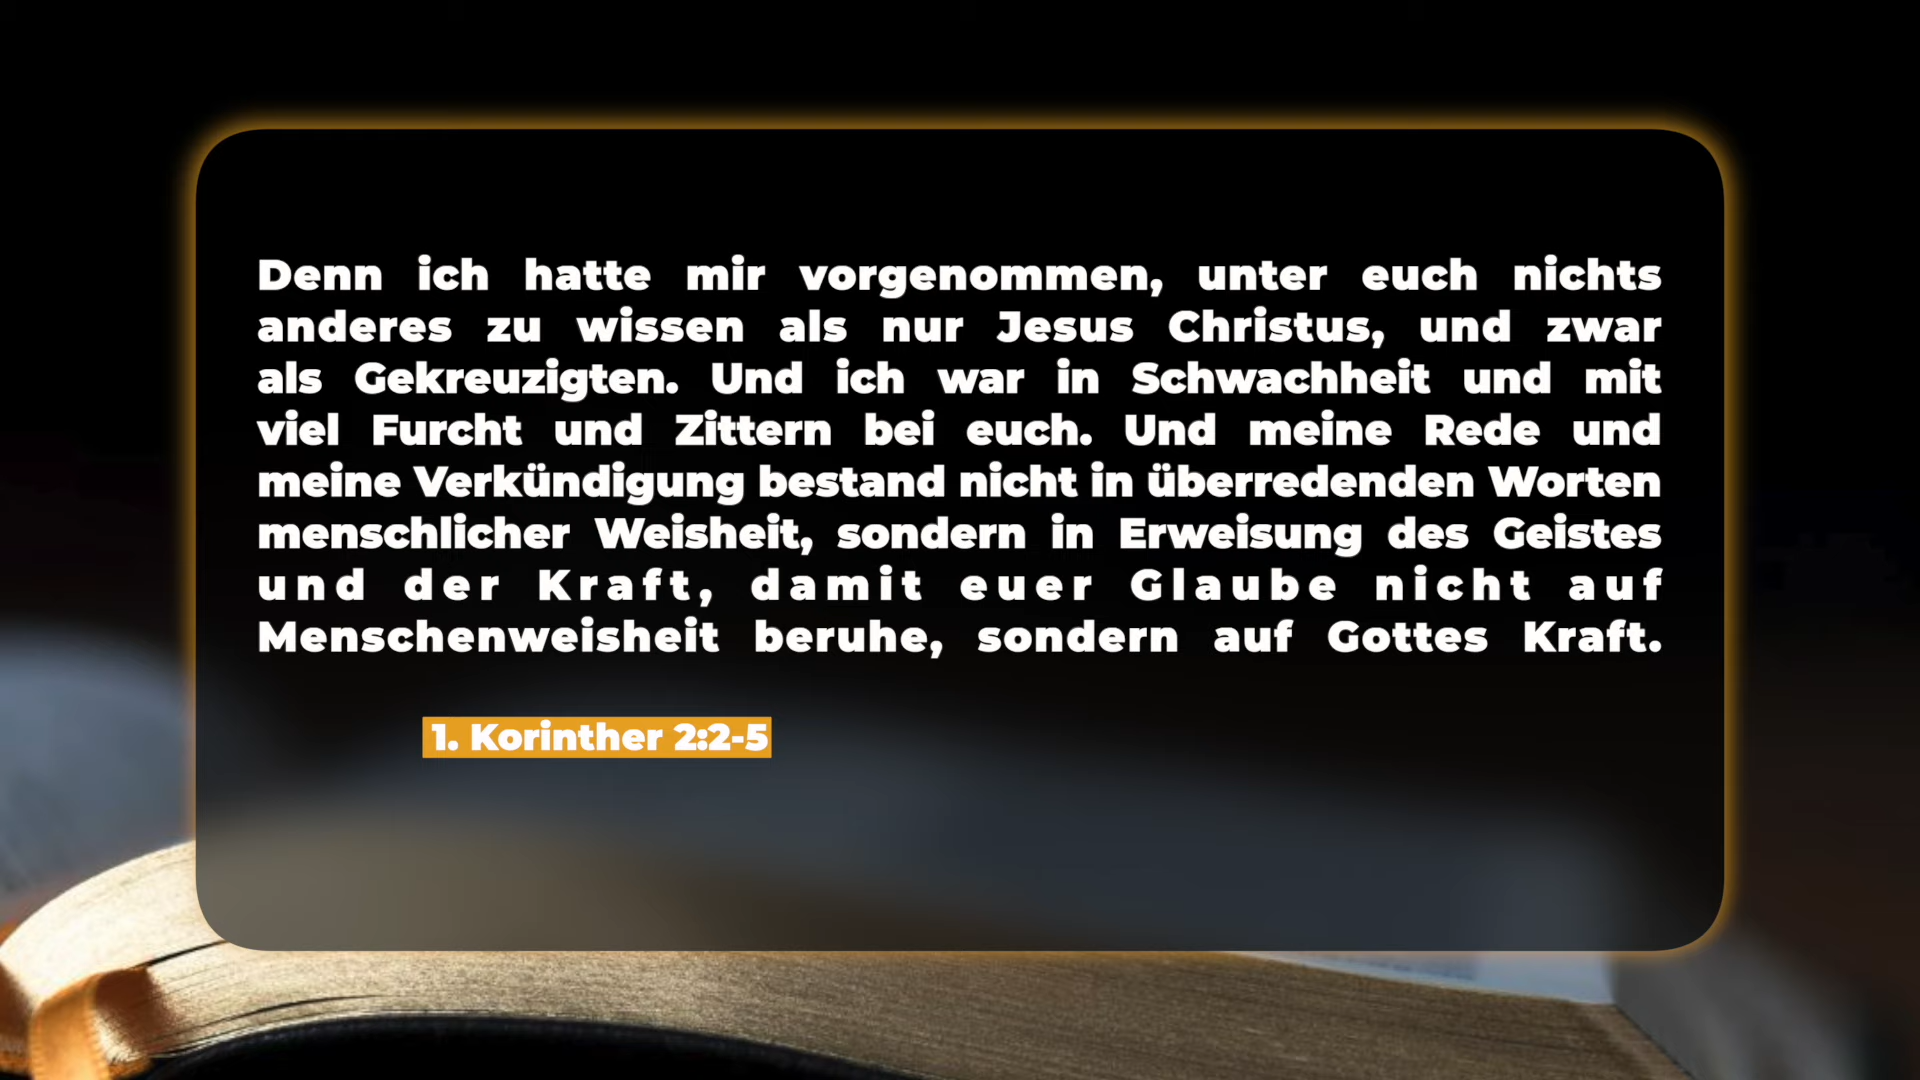 Denn ich hatte mir vorgenommen, unter euch nichts
anderes zu wissen als nur Jesus Christus, und zwar
als Gekreuzigten. Und ich war in Schwachheit und mit
viel Furcht und Zittern bei euch. Und meine Rede und
meine Verkündigung bestand nicht in überredenden Worten
menschlicher Weisheit, sondern in Erweisung des Geistes
und der Kraft, damit euer Glaube nicht auf
Menschenweisheit beruhe, sondern auf Gottes Kraft.
1. Korinther 2:2-5